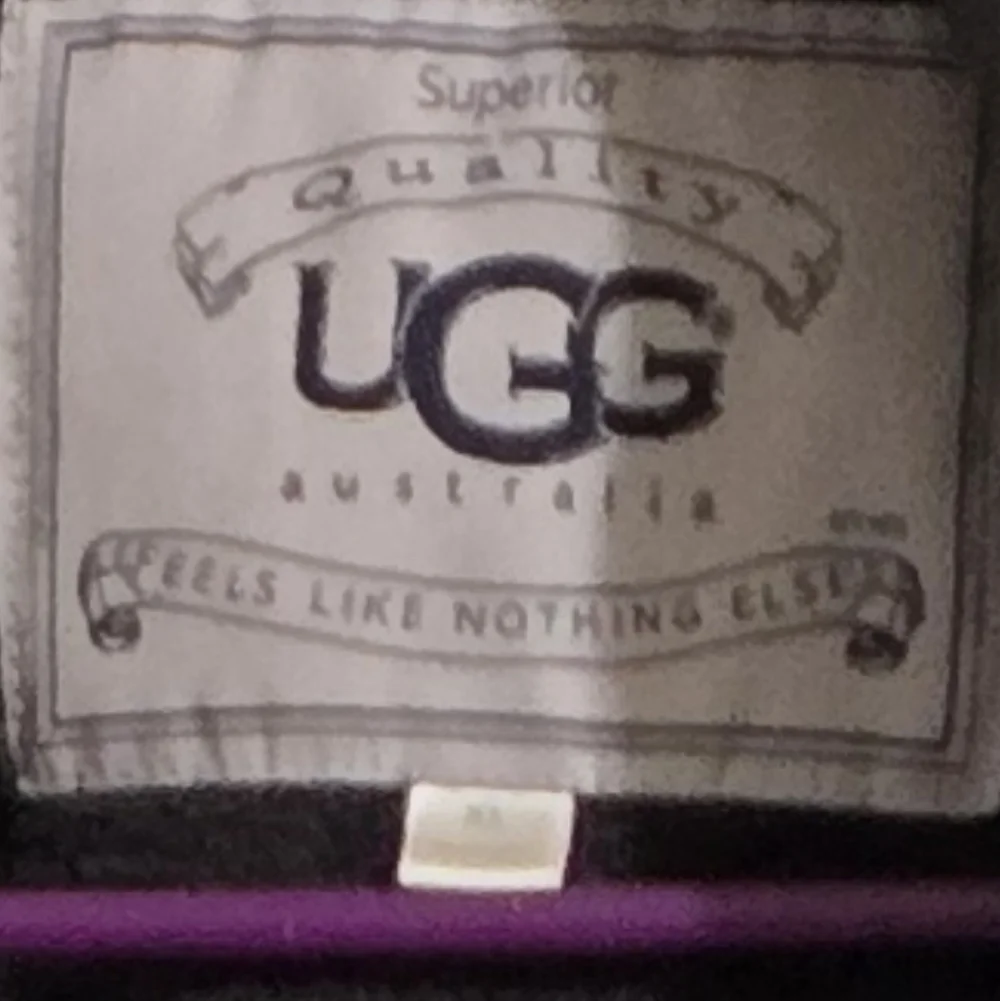 Superior
Quality
UGG
australia
FEELS LIKE NOTHING ELSE